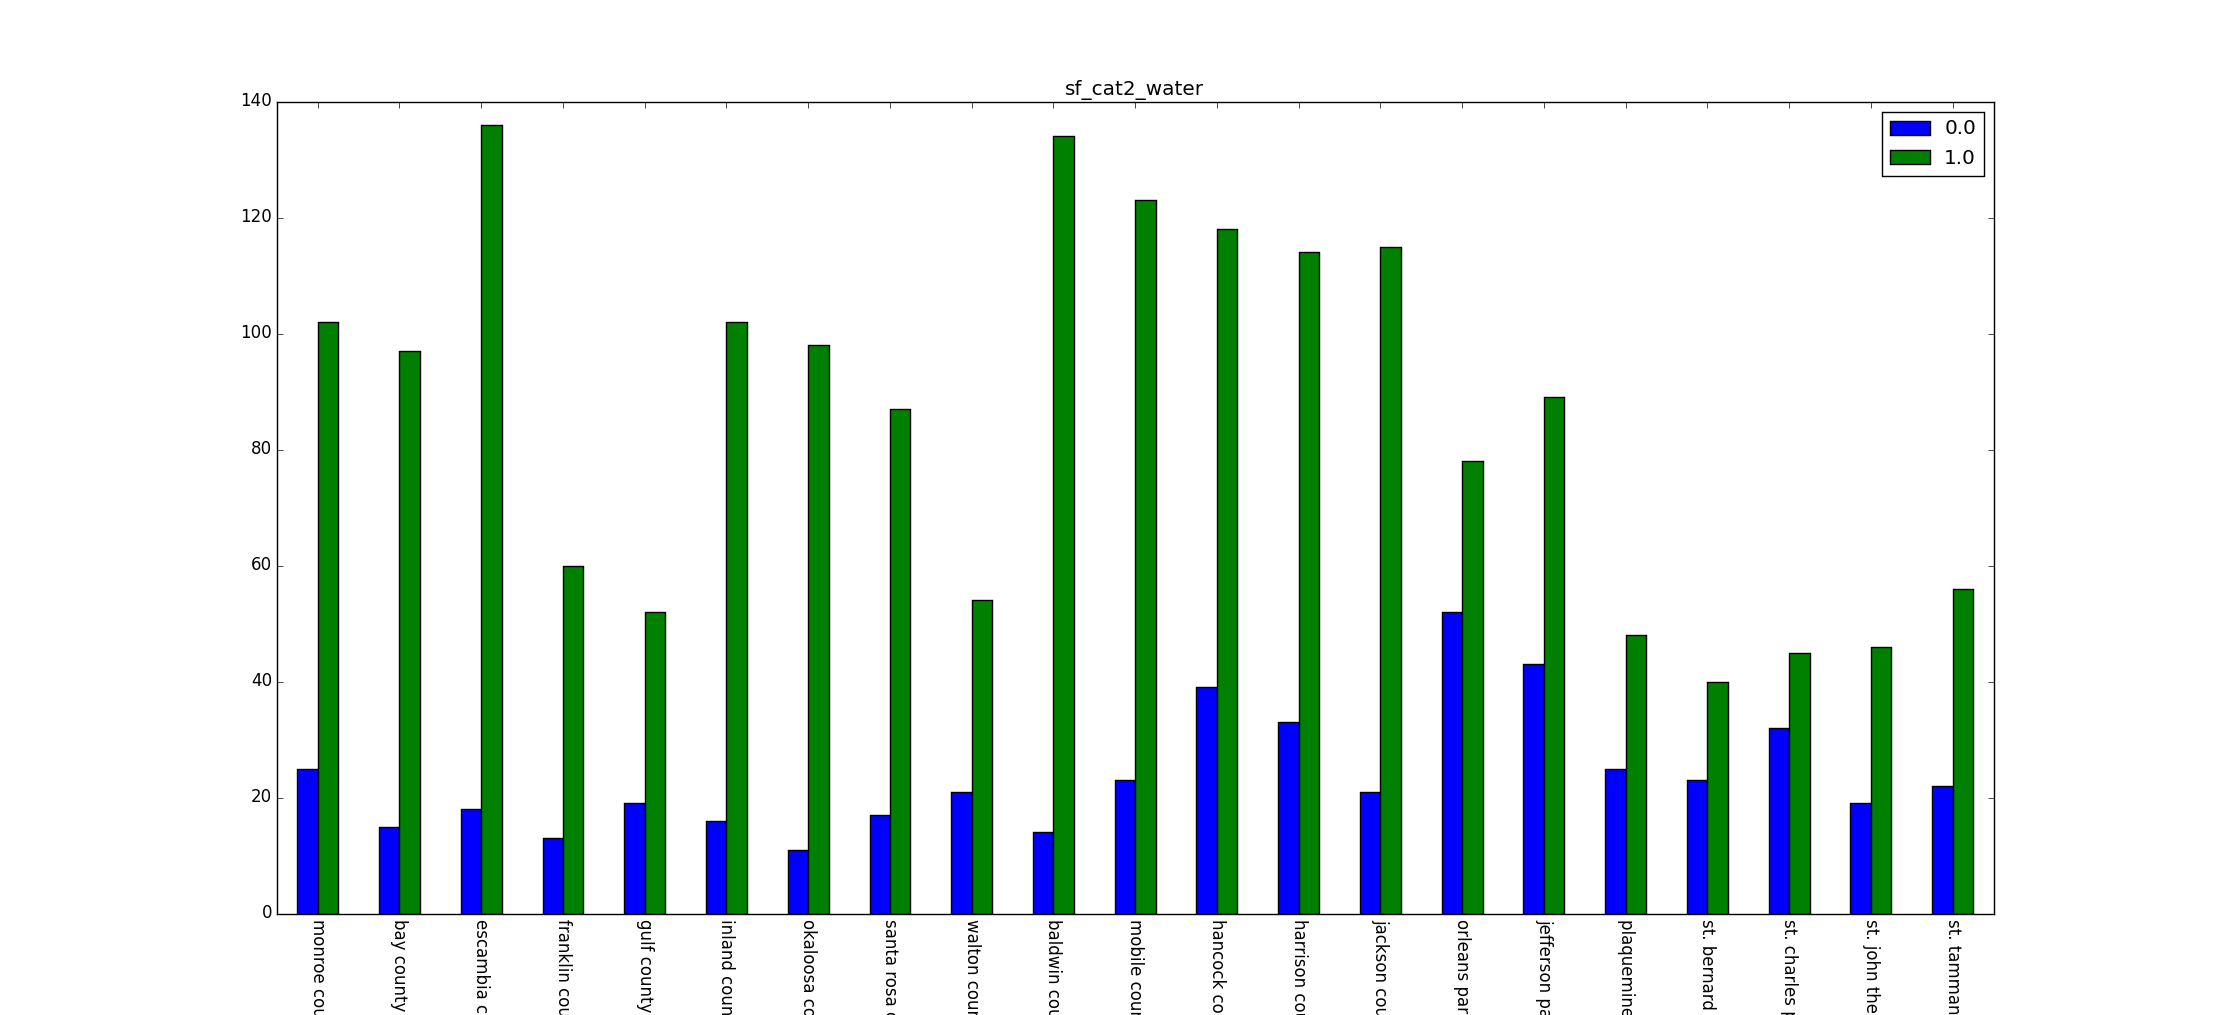 sf_cat2_water
140
120
100
80
60
40
20
0
0.0
1.0
monroe cou
bay county
escambia c
franklin cou
gulf county
inland coun
okaloosa co
santa rosa c
walton coun
baldwin cou
mobile coun
hancock co
harrison cou
jackson cou
orleans par
jefferson pa
plaquemine
st. bernard
st. charles p
st. john the
st. tamman